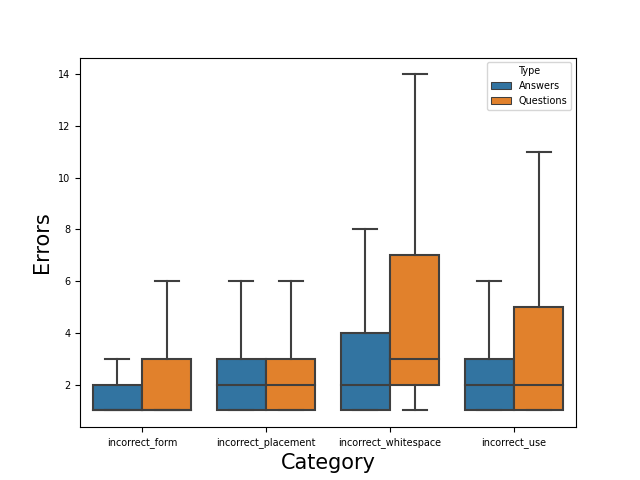 Type
Answers
Questions
14
12
10
8
6
4
2
Errors
incorrect_form incorrect_placement incorrect_whitespace incorrect_use
Category